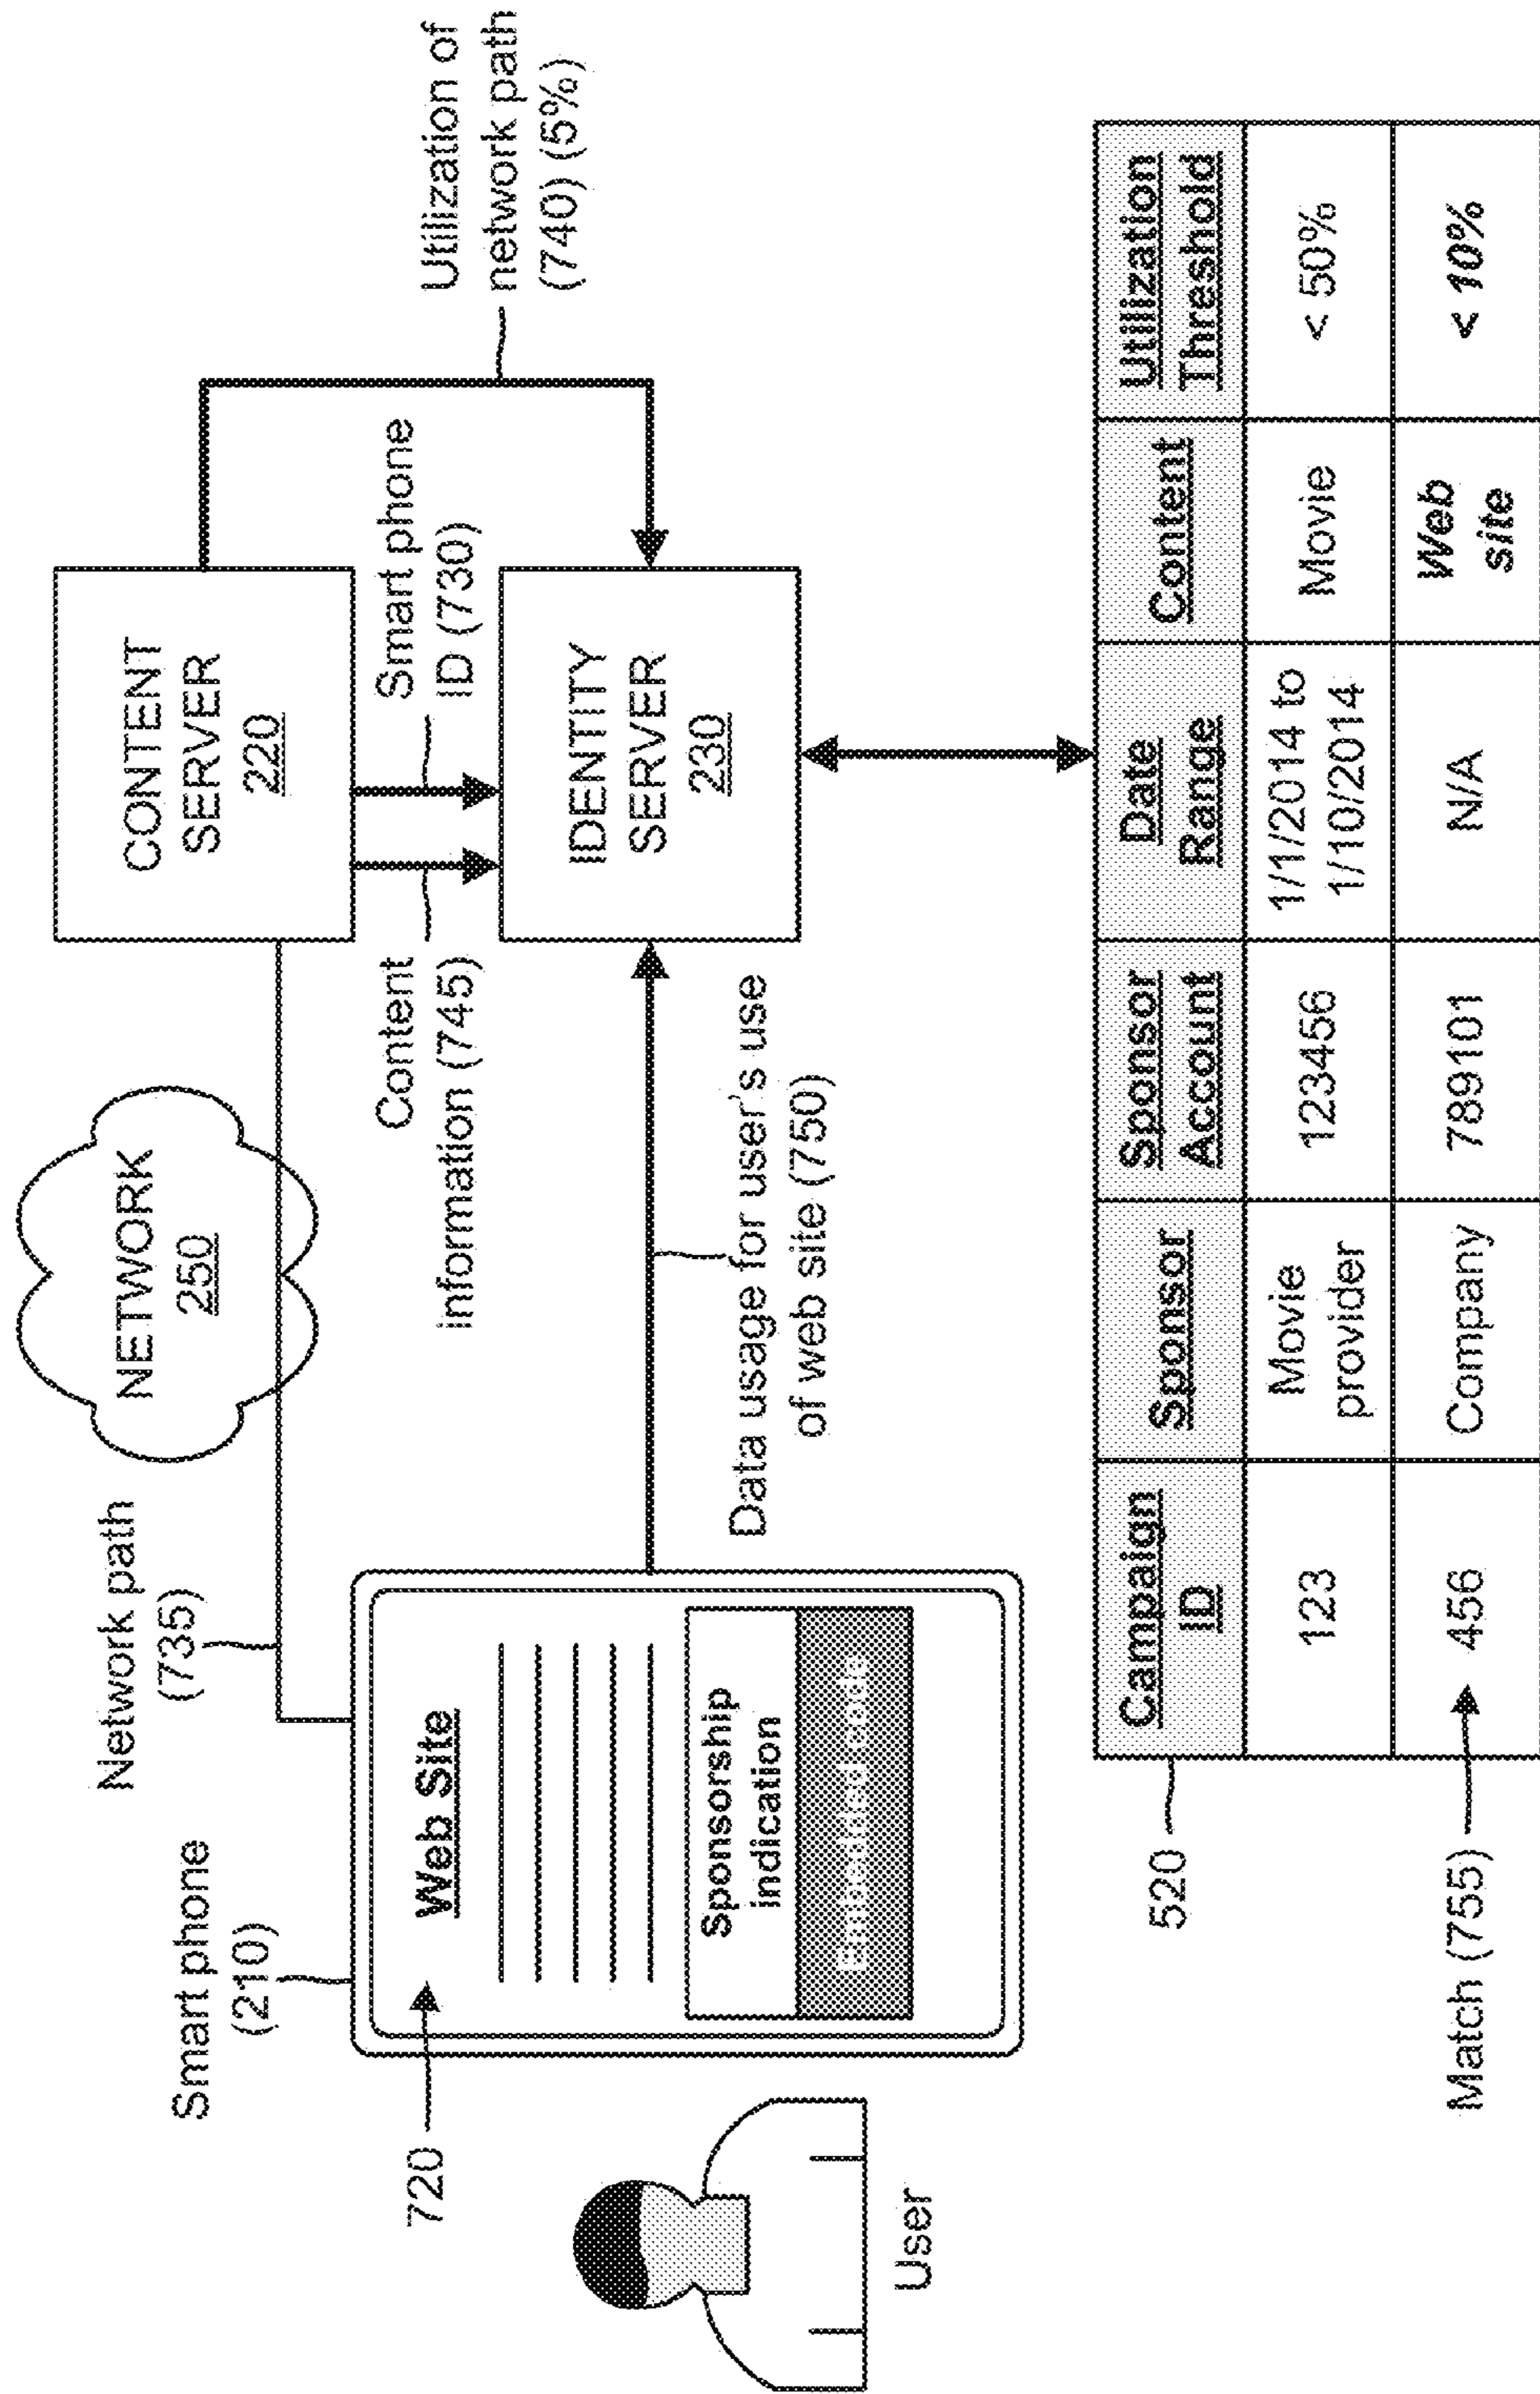 Smart phone
(210)
Network path
(735)
NETWORK
250
CONTENT
SERVER
220
Utilization of
network path
(740) (5%)
720
Web Site
Sponsorship
indication
Embedded code
Content
information (745)
Smart phone
ID (730)
IDENTITY
SERVER
230
Data usage for user's use
of web site (750)
User
520
Campaign
ID
Sponsor
Sponsor
Account
Date
Range
Content
Utilization
Threshold
123
Movie
provider
123456
1/1/2014 to
1/10/2014
Movie
< 50%
Match (755)
456
Company
789101
N/A
Web
site
< 10%